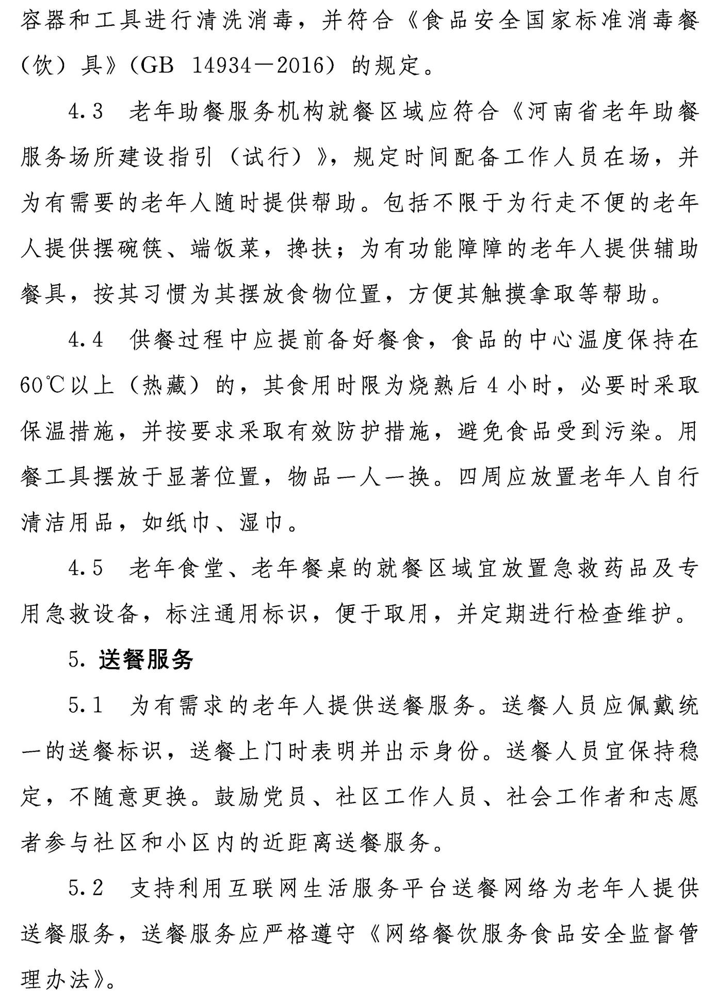 容器和工具进行清洗消毒，并符合《食品安全国家标准消毒餐
（饮）具》（GB 14934—2016）的规定。
4.3 老年助餐服务机构就餐区域应符合《河南省老年助餐
服务场所建设指引（试行）》，规定时间配备工作人员在场，并
为有需要的老年人随时提供帮助。包括不限于为行走不便的老年
人提供摆碗筷、端饭菜，搀扶；为有功能障障的老年人提供辅助
餐具，按其习惯为其摆放食物位置，方便其触摸拿取等帮助。
4.4 供餐过程中应提前备好餐食，食品的中心温度保持在
60℃以上（热藏）的，其食用时限为烧熟后4小时，必要时采取
保温措施，并按要求采取有效防护措施，避免食品受到污染。用
餐工具摆放于显著位置，物品一人一换。四周应放置老年人自行
清洁用品，如纸巾、湿巾。
4.5 老年食堂、老年餐桌的就餐区域宜放置急救药品及专
用急救设备，标注通用标识，便于取用，并定期进行检查维护。
5. 送餐服务
5.1 为有需求的老年人提供送餐服务。送餐人员应佩戴统
一的送餐标识，送餐上门时表明并出示身份。送餐人员宜保持稳
定，不随意更换。鼓励党员、社区工作人员、社会工作者和志愿
者参与社区和小区内的近距离送餐服务。
5.2 支持利用互联网生活服务平台送餐网络为老年人提供
送餐服务，送餐服务应严格遵守《网络餐饮服务食品安全监督管
理办法》。